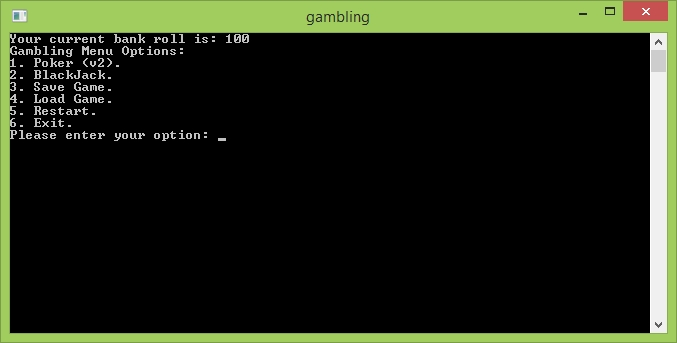 gambling
Your current bank roll is: 100
Gambling Menu Options:
1. Poker (v2).
2. BlackJack.
3. Save Game.
4. Load Game.
5. Restart.
6. Exit.
Please enter your option: _